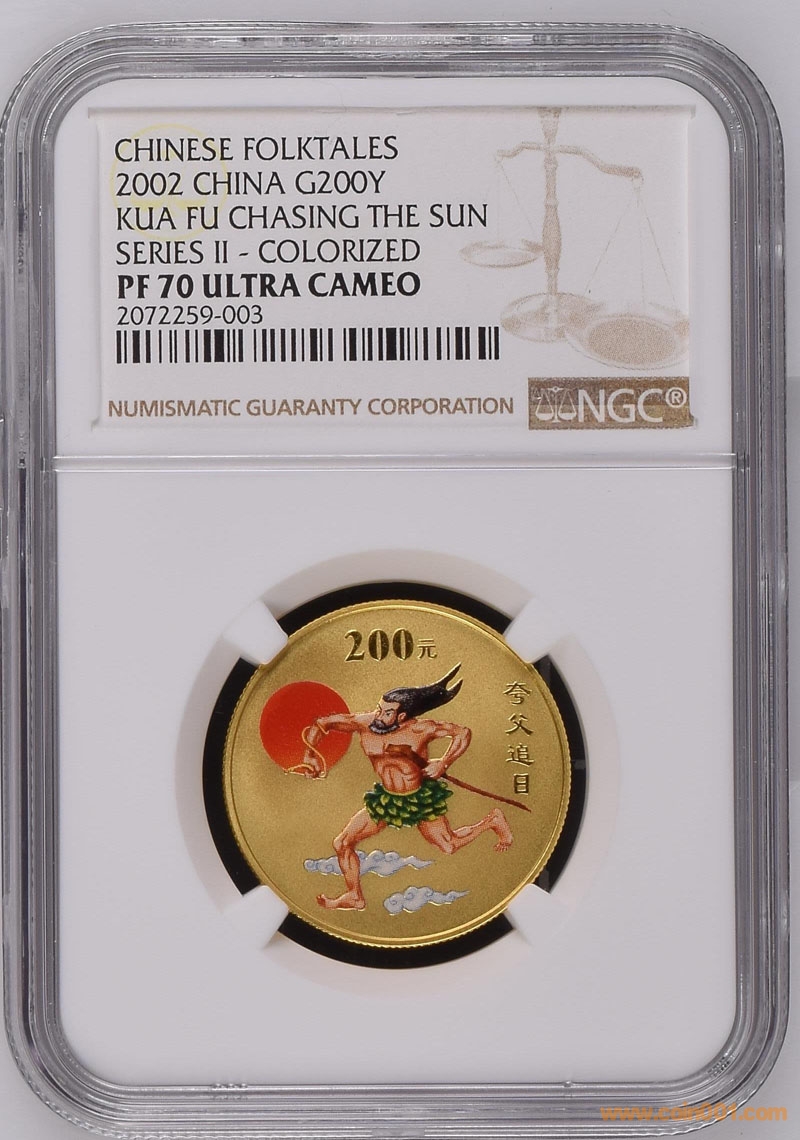 CHINESE FOLKTALES
2002 CHINA G200Y
KUA FU CHASING THE SUN
SERIES II - COLORIZED
PF 70 ULTRA CAMEO
2072259-003
NUMISMATIC GUARANTY CORPORATION
NGC®
200元
夸父追日
www.coin001.com